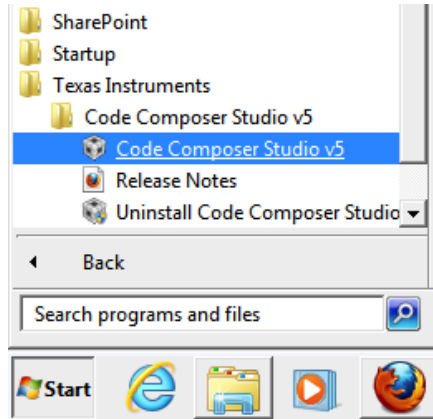 SharePoint
Startup
Texas Instruments
Code Composer Studio v5
Code Composer Studio v5
Release Notes
Uninstall Code Composer Studio
Back
Search programs and files
Start